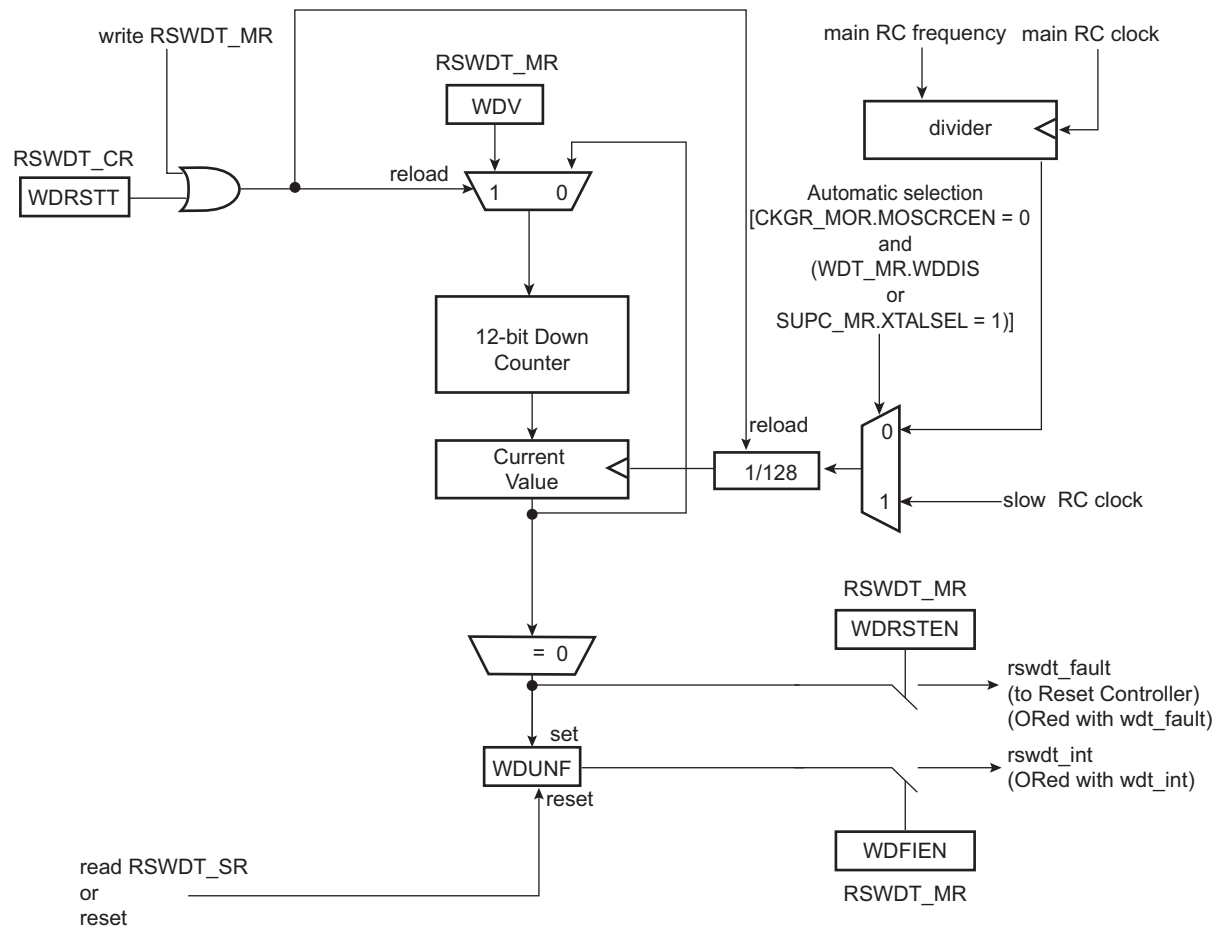 write RSWDT_MR
main RC frequency
main RC clock
RSWDT_MR
WDV
divider
RSWDT_CR
WDRSTT
reload
1 0
Automatic selection
[CKGR_MOR.MOSCRCEN = 0
and
(WDT_MR.WDDIS
or
SUPC_MR.XTALSEL = 1)]
12-bit Down
Counter
reload
0
Current
Value
1/128
1
slow RC clock
RSWDT_MR
WDRSTEN
= 0
rswdt_fault
(to Reset Controller)
(ORed with wdt_fault)
set
WDUNF
reset
rswdt_int
(ORed with wdt_int)
WDFIEN
RSWDT_MR
read RSWDT_SR
or
reset